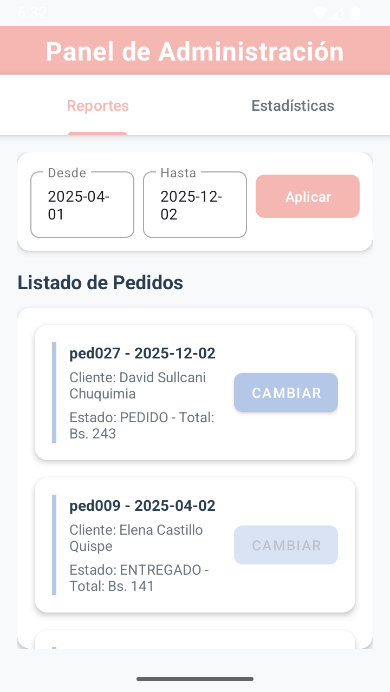 6:32
Panel de Administración
Reportes
Estadísticas
Desde
Hasta
2025-04-
01
2025-12-
02
Aplicar
Listado de Pedidos
ped027 - 2025-12-02
Cliente: David Sullcani
Chuquimia
Estado: PEDIDO - Total:
Bs. 243
CAMBIAR
ped009 - 2025-04-02
Cliente: Elena Castillo
Quispe
Estado: ENTREGADO -
Total: Bs. 141
CAMBIAR